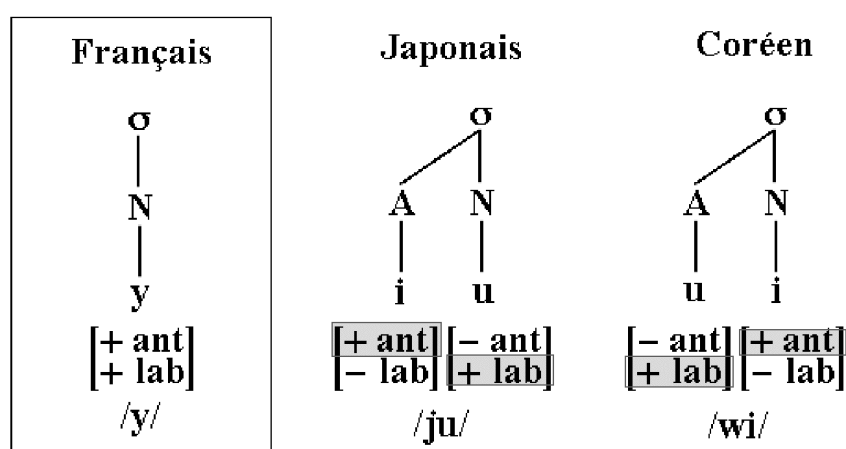 Français Japonais Coréen
σ σ σ
N A N A N
y i u u i
[+ ant] [+ ant] [− ant] [− ant] [+ ant]
[+ lab] [− lab] [+ lab] [+ lab] [− lab]
/y/ /ju/ /wi/